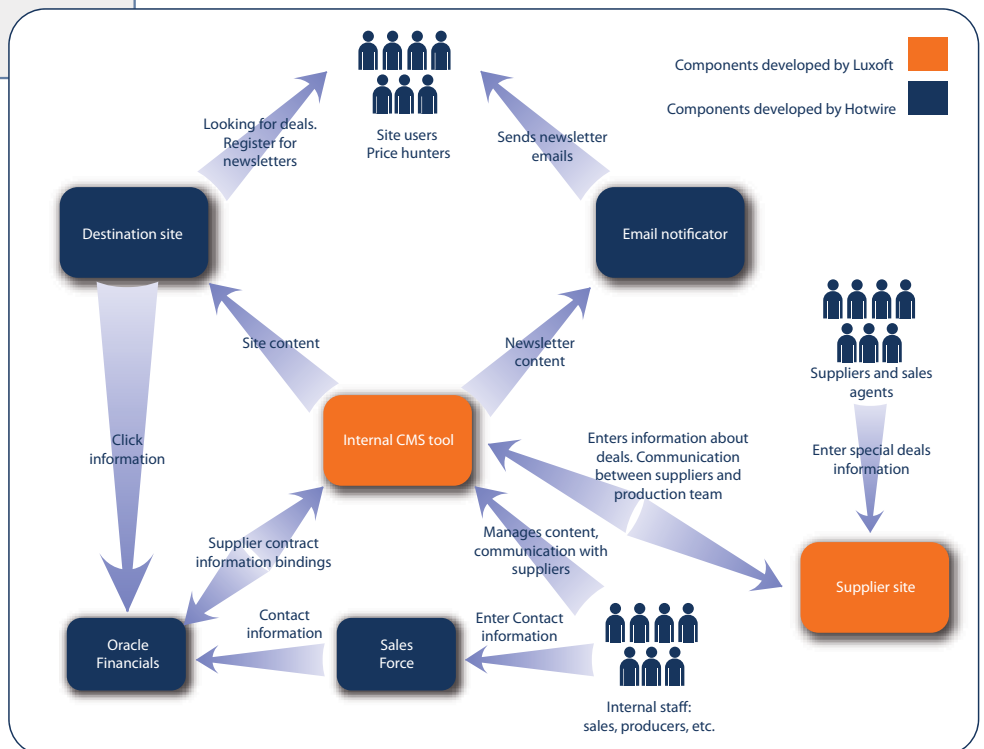 Components developed by Luxoft
Components developed by Hotwire
Looking for deals.
Register for
newsletters
Site users
Price hunters
Sends newsletter
emails
Destination site
Email notificator
Site content
Newsletter
content
Suppliers and sales
agents
Click
information
Internal CMS tool
Enters information about
deals. Communication
between suppliers and
production team
Enter special deals
information
Supplier contract
information bindings
Manages content,
communication with
suppliers
Supplier site
Contact
information
Enter Contact
information
Oracle
Financials
Sales
Force
Internal staff:
sales, producers, etc.